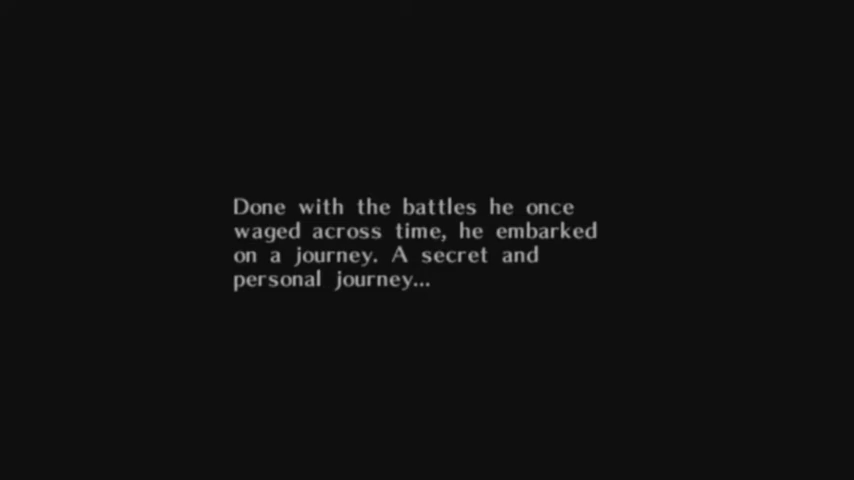 Done with the battles he once
waged across time, he embarked
on a journey. A secret and
personal journey...